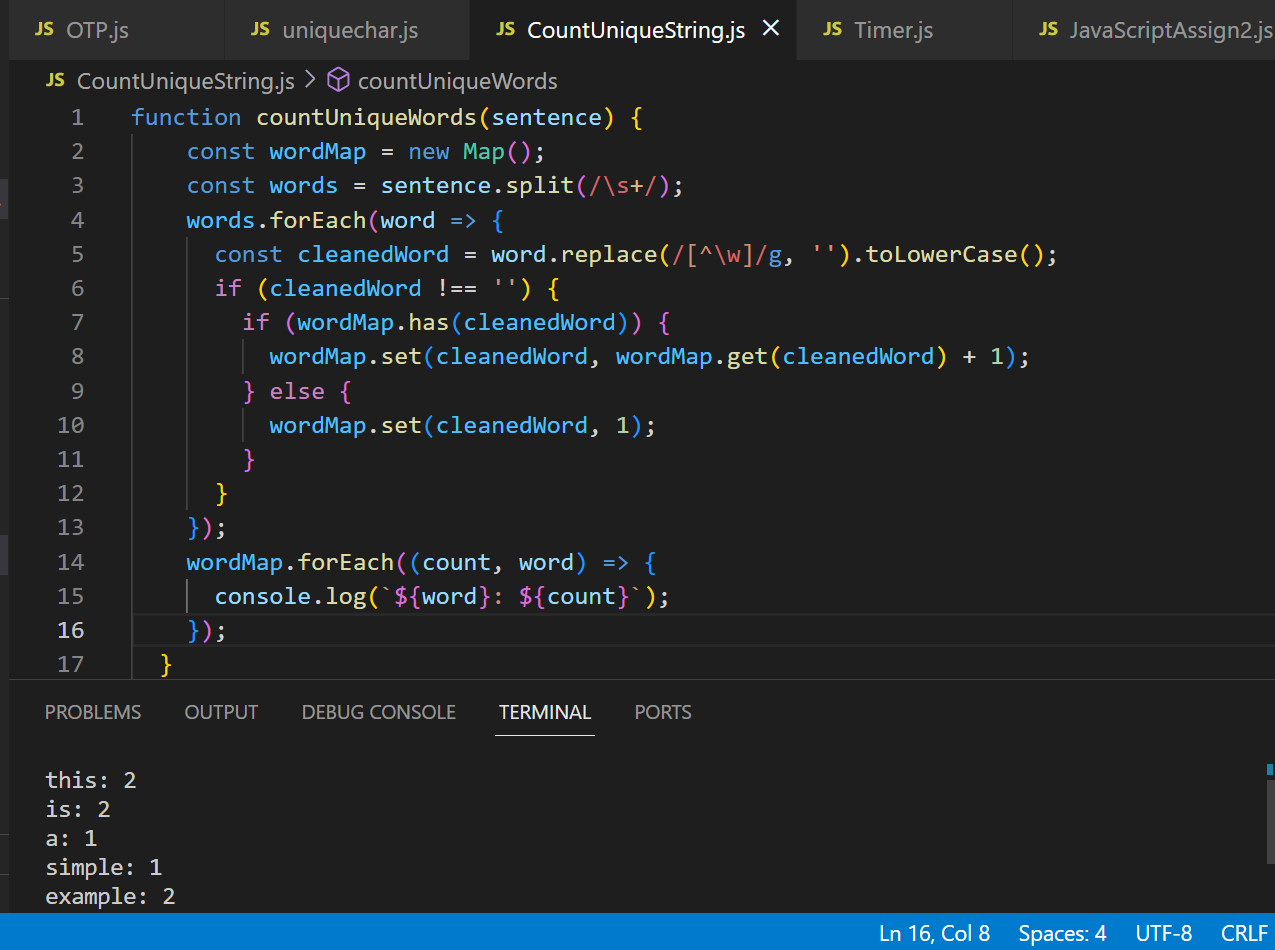 JS OTP.js JS uniquechar.js JS CountUniqueString.js JS Timer.js JS JavaScriptAssign2.js
JS CountUniqueString.js > countUniqueWords
1 function countUniqueWords(sentence) {
2 const wordMap = new Map();
3 const words = sentence.split(/\s+/);
4 words.forEach(word => {
5 const cleanedWord = word.replace(/[^\w]/g, '').toLowerCase();
6 if (cleanedWord !== '') {
7 if (wordMap.has(cleanedWord)) {
8 wordMap.set(cleanedWord, wordMap.get(cleanedWord) + 1);
9 } else {
10 wordMap.set(cleanedWord, 1);
11 }
12 }
13 });
14 wordMap.forEach((count, word) => {
15 console.log(`${word}: ${count}`);
16 });
17 }
PROBLEMS OUTPUT DEBUG CONSOLE TERMINAL PORTS
this: 2
is: 2
a: 1
simple: 1
example: 2
Ln 16, Col 8 Spaces: 4 UTF-8 CRLF